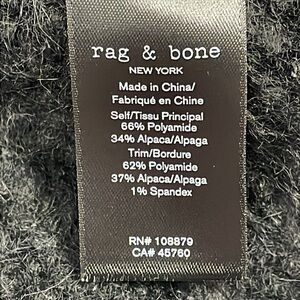 rag & bone
NEW YORK
Made in China/
Fabriqué en Chine
Self/Tissu Principal
66% Polyamide
34% Alpaca/Alpaga
Trim/Bordure
62% Polyamide
37% Alpaca/Alpaga
1% Spandex
RN# 108879
CA# 45760